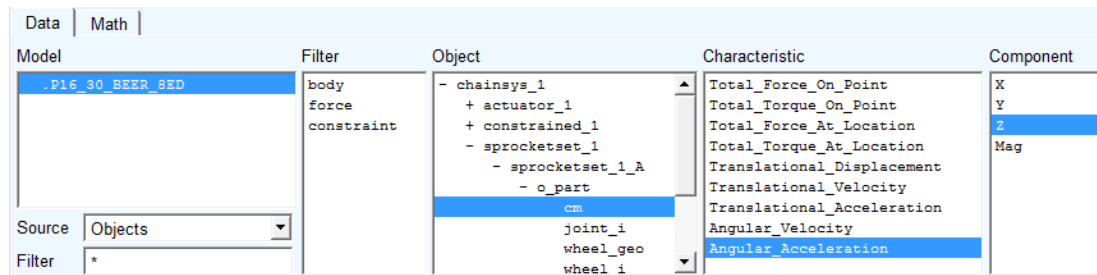 Data Math
Model Filter Object Characteristic Component
.P16_30_BEER_8ED
body
force
constraint
- chainsys_1
+ actuator_1
+ constrained_1
- sprocketset_1
- sprocketset_1_A
- o_part
cm
joint_i
wheel_geo
wheel_i
Total_Force_On_Point
Total_Torque_On_Point
Total_Force_At_Location
Total_Torque_At_Location
Translational_Displacement
Translational_Velocity
Translational_Acceleration
Angular_Velocity
Angular_Acceleration
X
Y
Z
Mag
Source Objects
Filter *